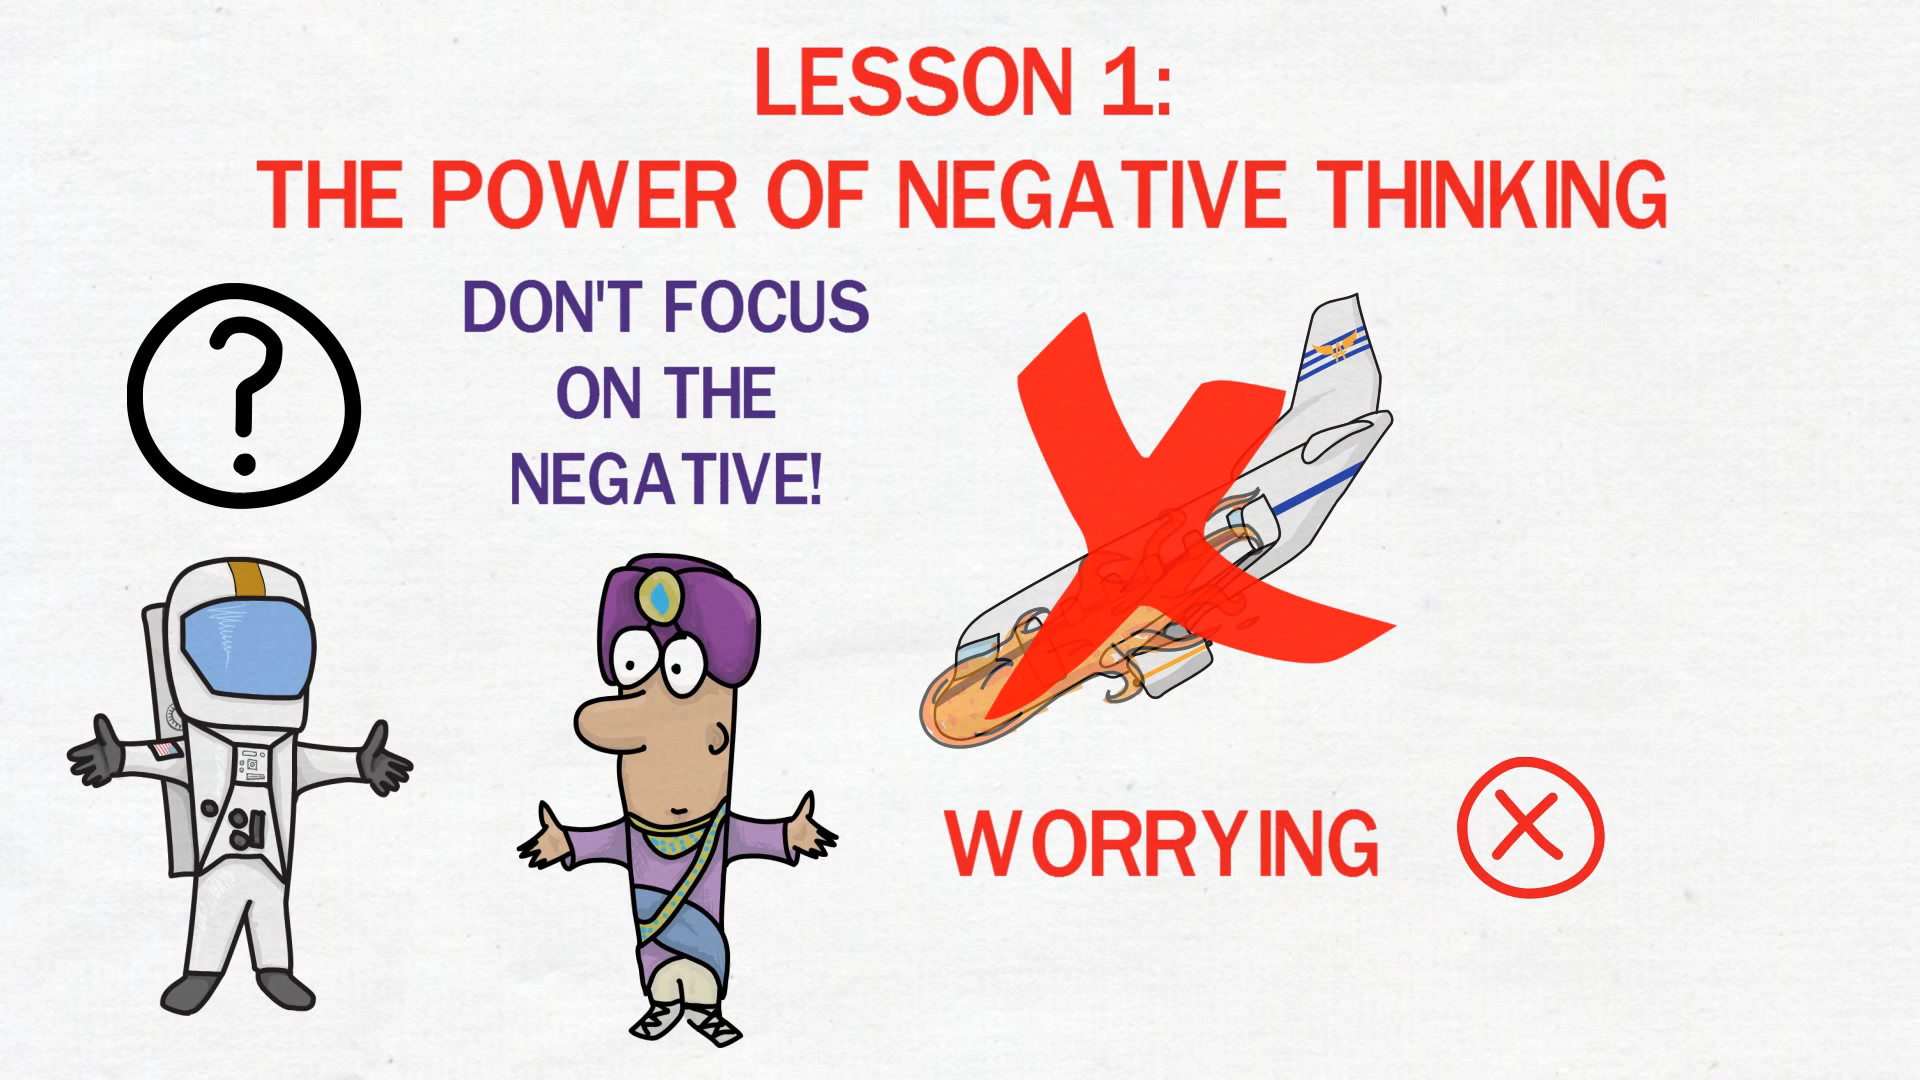 LESSON 1:
THE POWER OF NEGATIVE THINKING
?
DON'T FOCUS
ON THE
NEGATIVE!
WORRYING